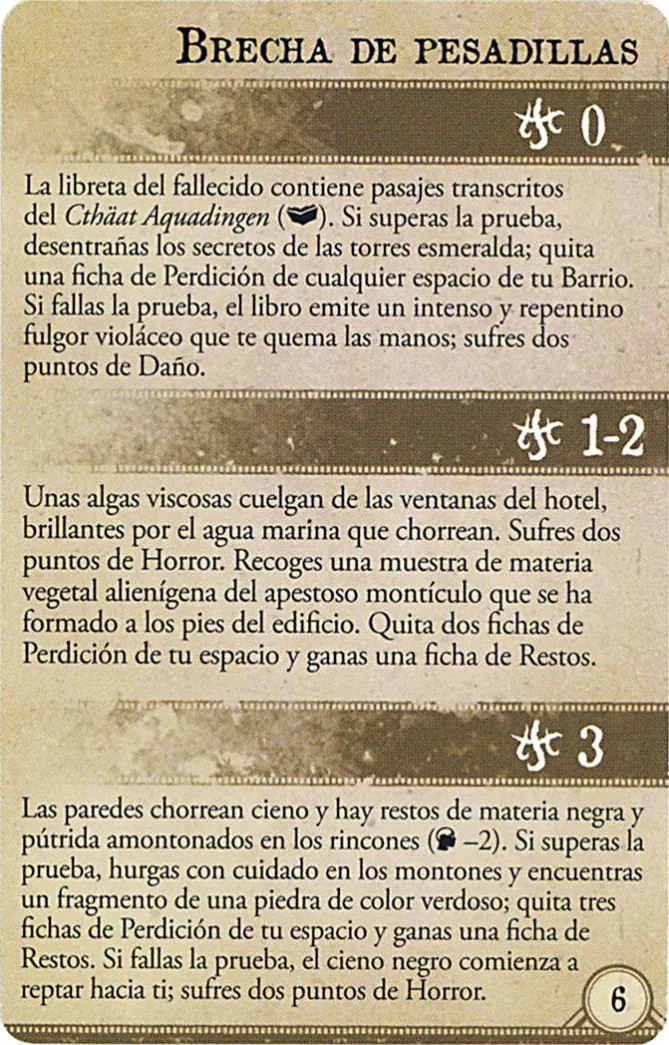 BRECHA DE PESADILLAS
0
La libreta del fallecido contiene pasajes transcritos
del Cthäat Aquadingen ( ). Si superas la prueba,
desentrañas los secretos de las torres esmeralda; quita
una ficha de Perdición de cualquier espacio de tu Barrio.
Si fallas la prueba, el libro emite un intenso y repentino
fulgor violáceo que te quema las manos; sufres dos
puntos de Daño.
1-2
Unas algas viscosas cuelgan de las ventanas del hotel,
brillantes por el agua marina que chorrean. Sufres dos
puntos de Horror. Recoges una muestra de materia
vegetal alienígena del apestoso montículo que se ha
formado a los pies del edificio. Quita dos fichas de
Perdición de tu espacio y ganas una ficha de Restos.
3
Las paredes chorrean cieno y hay restos de materia negra y
pútrida amontonados en los rincones ( –2). Si superas la
prueba, hurgas con cuidado en los montones y encuentras
un fragmento de una piedra de color verdoso; quita tres
fichas de Perdición de tu espacio y ganas una ficha de
Restos. Si fallas la prueba, el cieno negro comienza a
reptar hacia ti; sufres dos puntos de Horror.
6